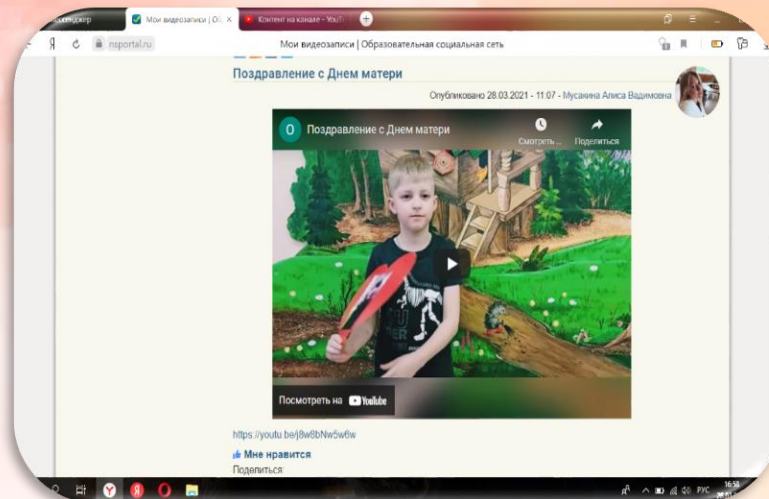 Мои видеозаписи | Об
Контент на канале – YouT
nsportal.ru
Мои видеозаписи | Образовательная социальная сеть
Поздравление с Днем матери
Опубликовано 28.03.2021 - 11:07 - Мусакина Алиса Вадимовна
О Поздравление с Днем матери
Смотреть ...
Поделиться
Посмотреть на YouTube
https://youtu.be/j8w8bNw5w6w
Мне нравится
Поделиться:
РУС
16:58